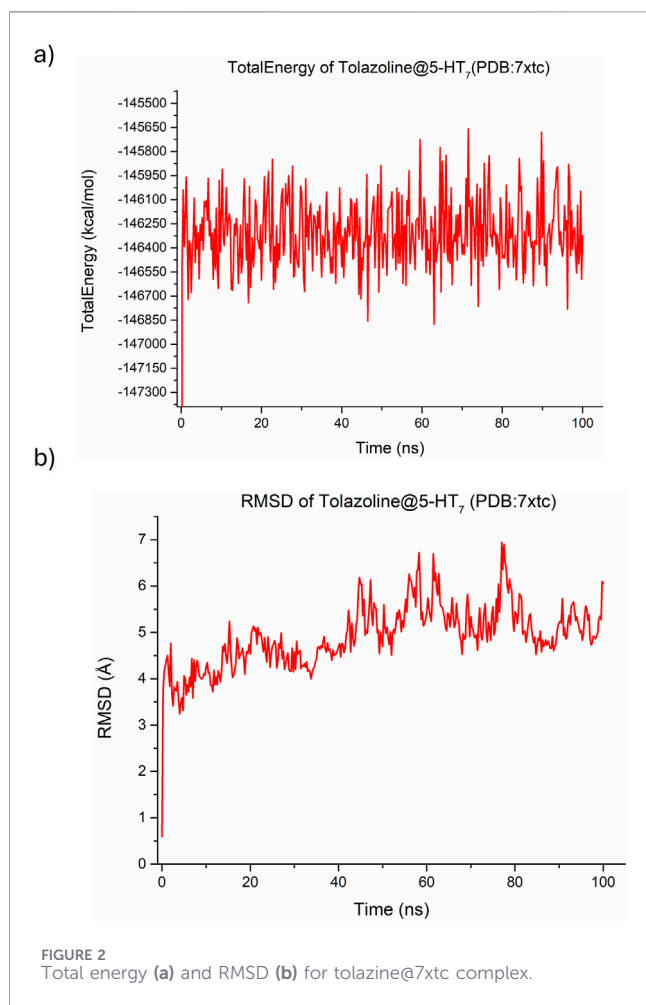 a)
TotalEnergy of Tolazoline@5-HT₇(PDB:7xtc)
-145500
-145650
-145800
-145950
-146100
-146250
-146400
-146550
-146700
-146850
-147000
-147150
-147300
TotalEnergy (kcal/mol)
0 20 40 60 80 100
Time (ns)
b)
RMSD of Tolazoline@5-HT₇ (PDB:7xtc)
7
6
5
4
3
2
1
0
RMSD (Å)
0 20 40 60 80 100
Time (ns)
FIGURE 2
Total energy (a) and RMSD (b) for tolazine@7xtc complex.